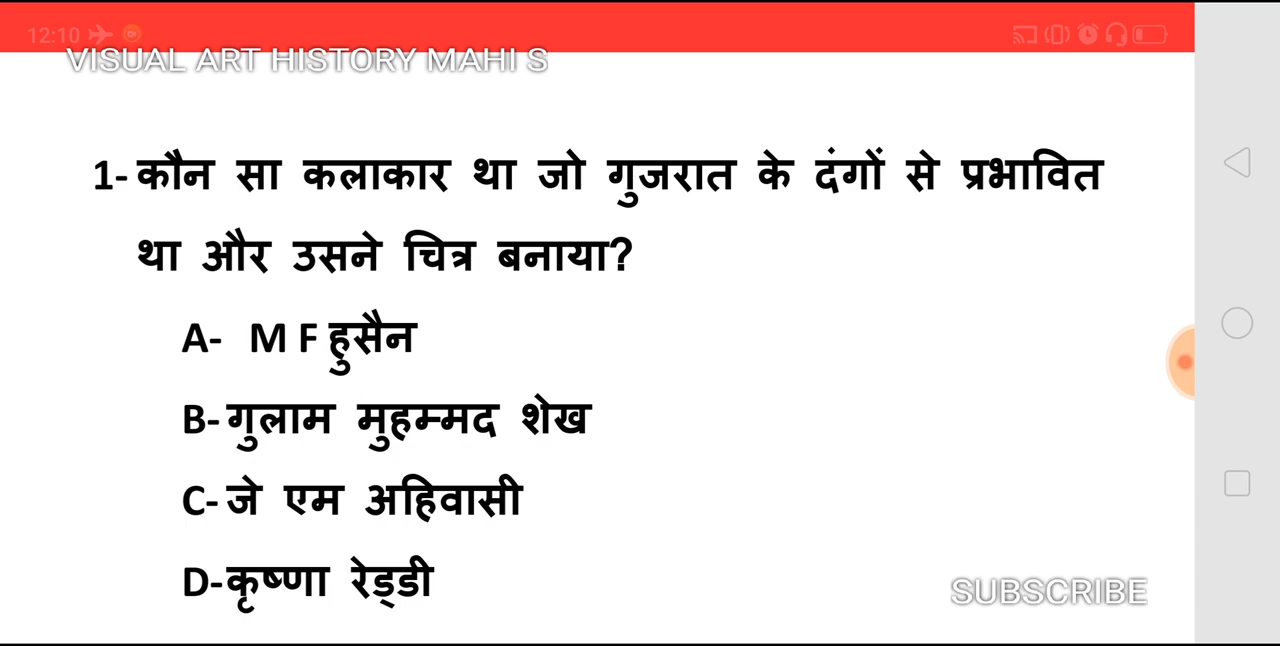 12:10
VISUAL ART HISTORY MAHI S
1- कौन सा कलाकार था जो गुजरात के दंगों से प्रभावित
था और उसने चित्र बनाया?
A- M F हुसैन
B- गुलाम मुहम्मद शेख
C- जे एम अहिवासी
D- कृष्णा रेड्डी
SUBSCRIBE